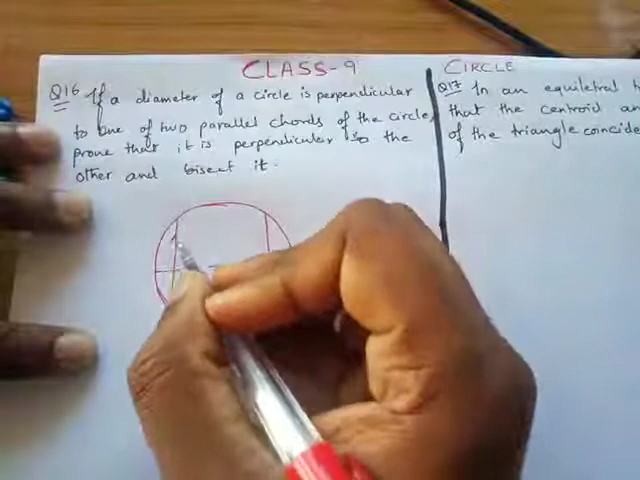 CLASS-9
CIRCLE
Q16 If a diameter of a circle is perpendicular
to one of two parallel chords of the circle,
prove that it is perpendicular to the
other and bisect it.
Q17 In an equiletral
that the centroid
of the triangle coincide